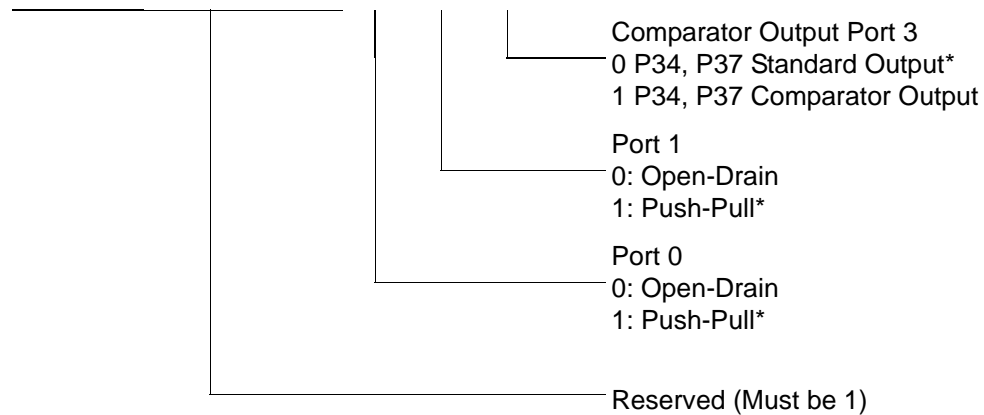 Comparator Output Port 3
0 P34, P37 Standard Output*
1 P34, P37 Comparator Output
Port 1
0: Open-Drain
1: Push-Pull*
Port 0
0: Open-Drain
1: Push-Pull*
Reserved (Must be 1)